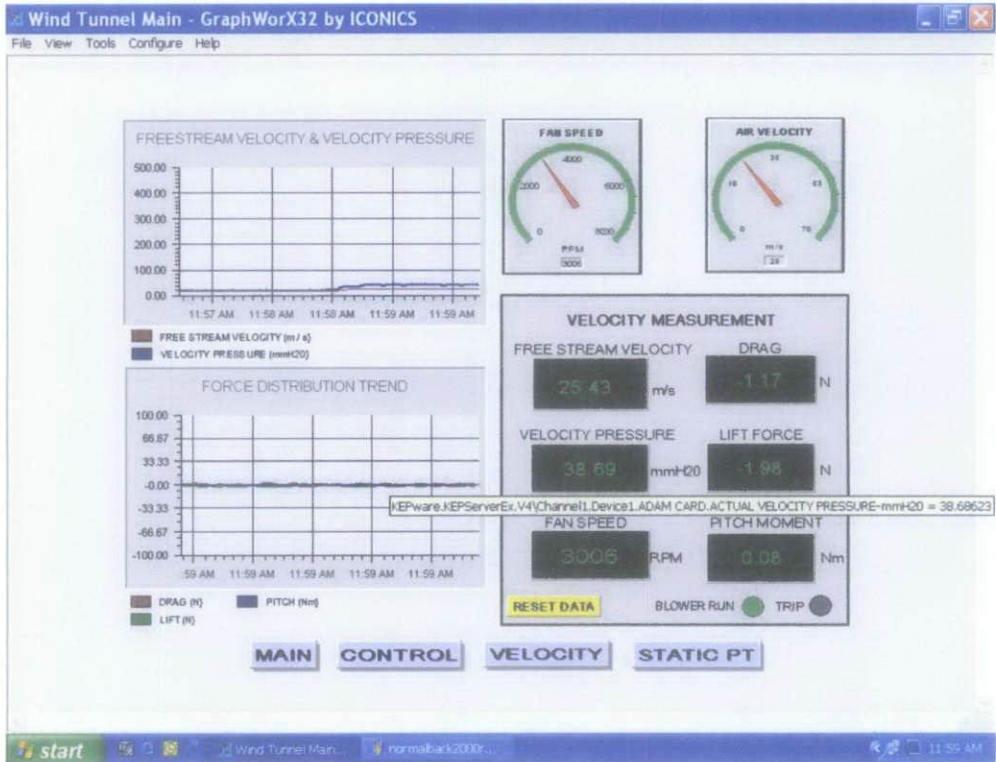 Wind Tunnel Main - GraphWorX32 by ICONICS
File View Tools Configure Help
FREESTREAM VELOCITY & VELOCITY PRESSURE
500.00
400.00
300.00
200.00
100.00
0.00
11:57 AM 11:58 AM 11:58 AM 11:59 AM 11:59 AM
FREE STREAM VELOCITY (m / s)
VELOCITY PRESSURE (mmH20)
FAN SPEED
0 2000 4000 6000 8000
RPM
3006
AIR VELOCITY
0 18 35 53 70
m/s
VELOCITY MEASUREMENT
FREE STREAM VELOCITY DRAG
25.43 m/s -1.17 N
VELOCITY PRESSURE LIFT FORCE
38.69 mmH20 -1.98 N
KEPware.KEPServerEx.V4\Channel1.Device1.ADAM CARD.ACTUAL VELOCITY PRESSURE-mmH20 = 38.68623
FAN SPEED PITCH MOMENT
3006 RPM 0.08 Nm
RESET DATA BLOWER RUN TRIP
FORCE DISTRIBUTION TREND
100.00
66.67
33.33
-0.00
-33.33
-66.67
-100.00
:59 AM 11:59 AM 11:59 AM 11:59 AM 11:59 AM
DRAG (N) PITCH (Nm)
LIFT (N)
MAIN CONTROL VELOCITY STATIC PT
start Wind Tunnel Main... normalback2000r... 11:59 AM